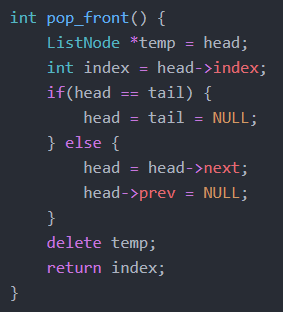 int pop_front() {
    ListNode *temp = head;
    int index = head->index;
    if(head == tail) {
        head = tail = NULL;
    } else {
        head = head->next;
        head->prev = NULL;
    }
    delete temp;
    return index;
}